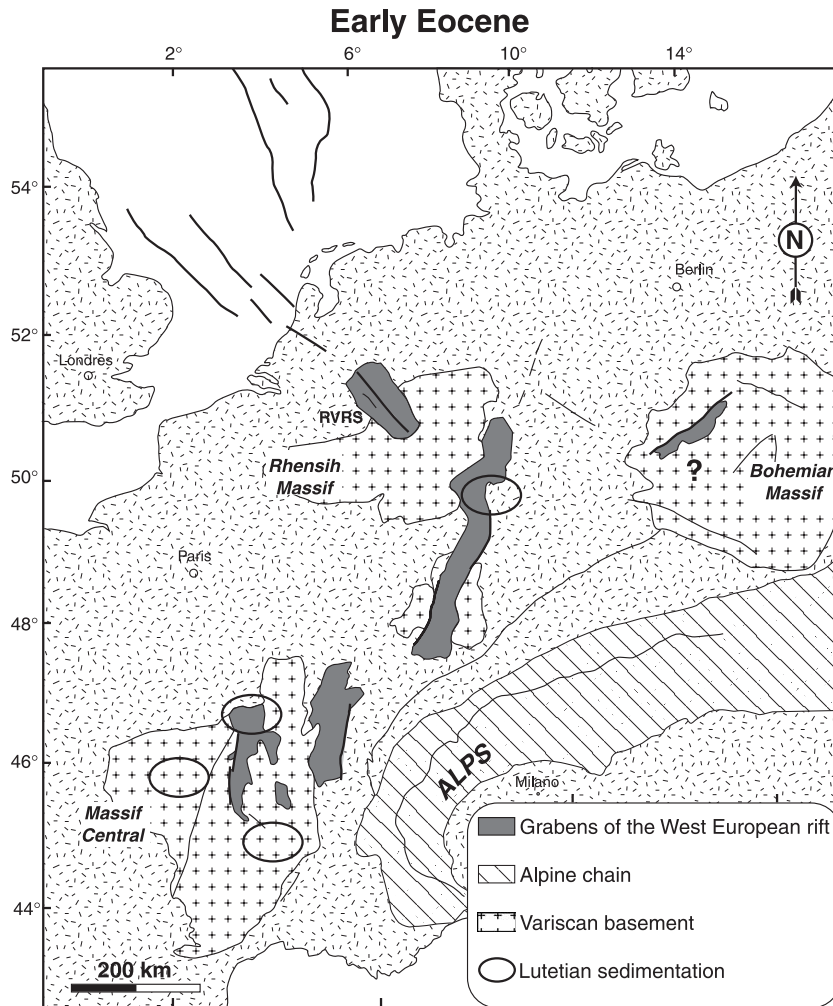 Early Eocene
2° 6° 10° 14°
54°
N
Berlin
52°
Londres
RVRS
50°
Rhensih
Massif
?
Bohemian
Massif
Paris
48°
46°
ALPS
Milano
Massif
Central
Grabens of the West European rift
Alpine chain
44°
Variscan basement
200 km
Lutetian sedimentation